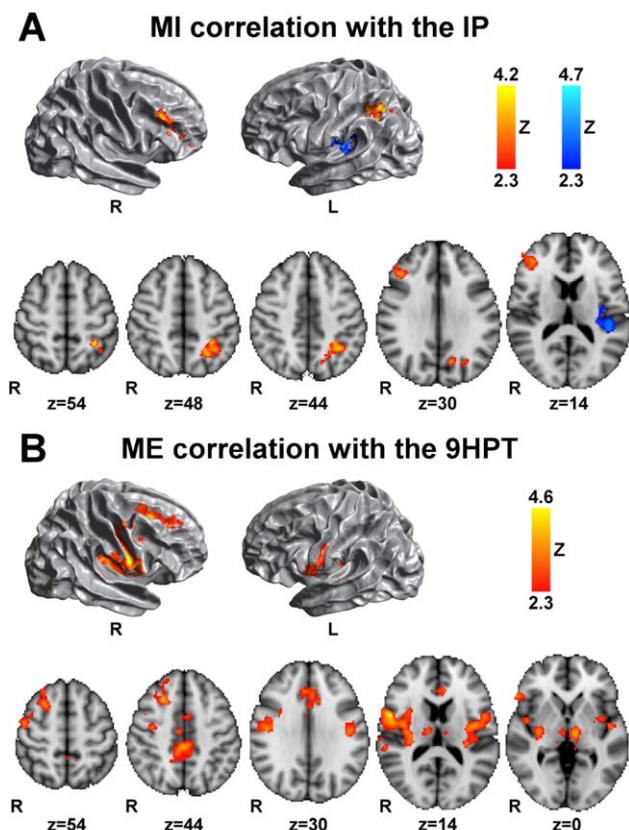 A MI correlation with the IP
4.2 4.7
Z Z
2.3 2.3
R L
R R R R R
z=54 z=48 z=44 z=30 z=14
B ME correlation with the 9HPT
4.6
Z
2.3
R L
R R R R R
z=54 z=44 z=30 z=14 z=0